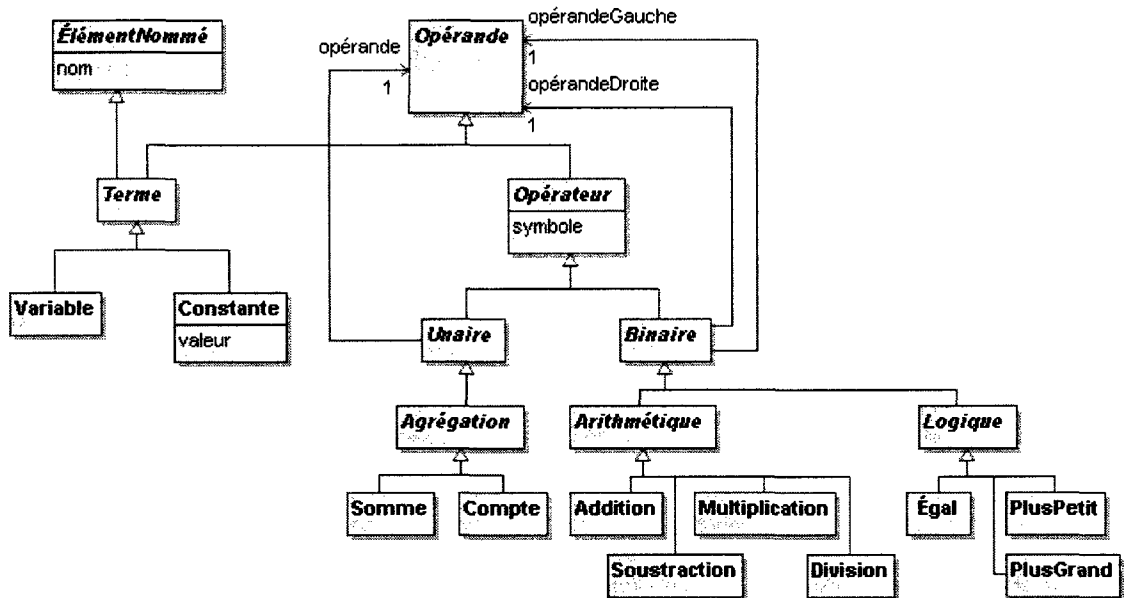 opérandeGauche
ÉlémentNommé
opérande
Opérande
nom
1
1
opérandeDroite
1
Terme
Opérateur
symbole
Variable
Constante
valeur
Unaire
Binaire
Agrégation
Arithmétique
Logique
Somme
Compte
Addition
Multiplication
Égal
PlusPetit
Soustraction
Division
PlusGrand